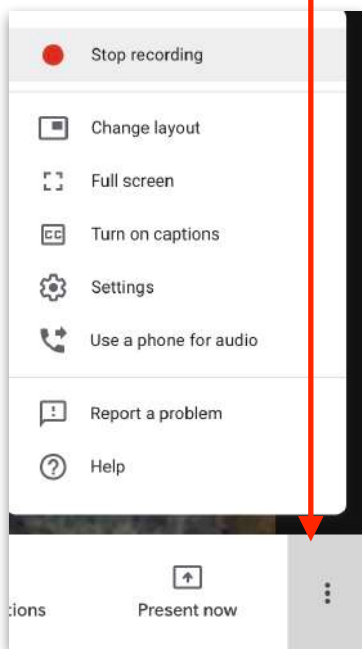 Stop recording
Change layout
Full screen
CC
Turn on captions
Settings
Use a phone for audio
Report a problem
Help
tions
Present now